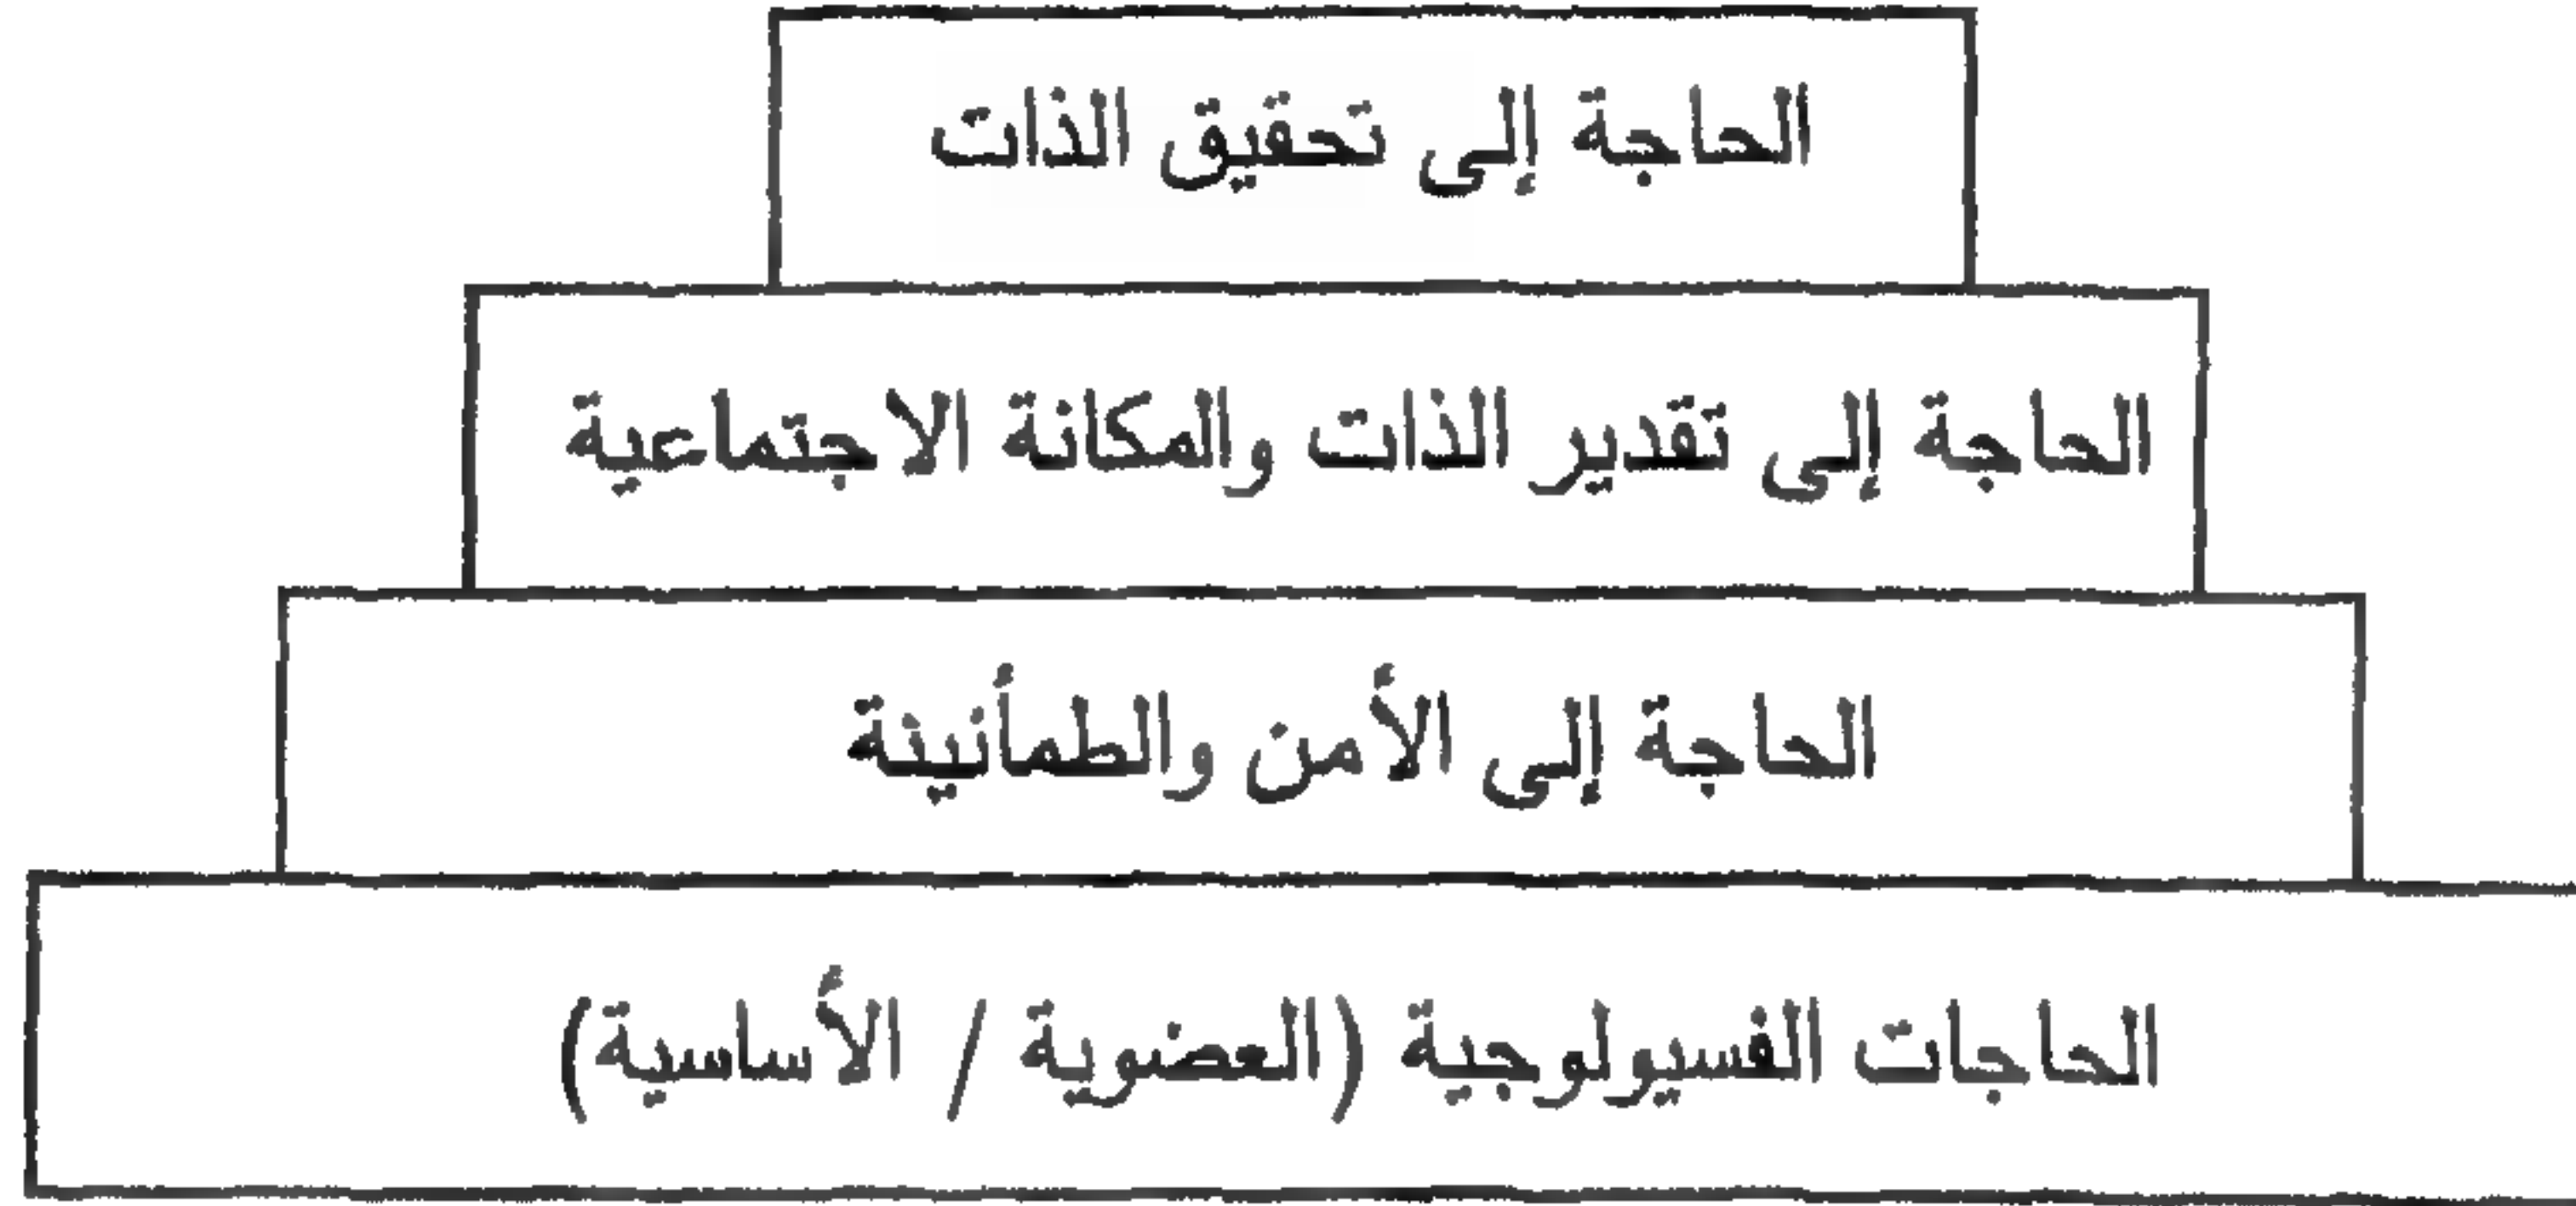 الحاجة إلى تحقيق الذات
الحاجة إلى تقدير الذات والمكانة الاجتماعية
الحاجة إلى الأمن والطمأنينة
الحاجات الفسيولوجية (العضوية / الأساسية)